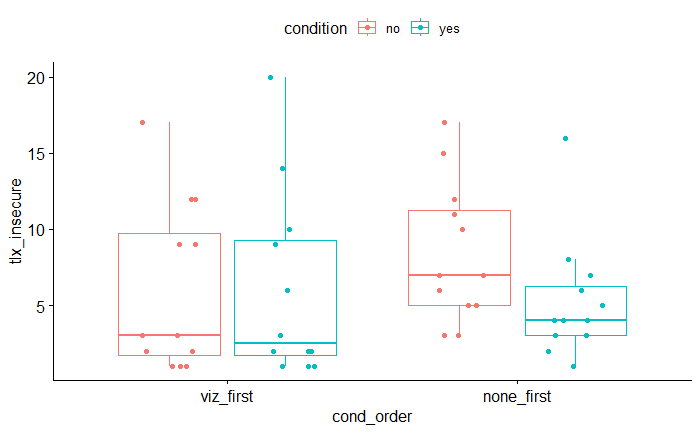 condition no yes
20
15
10
5
tlx_insecure
viz_first none_first
cond_order